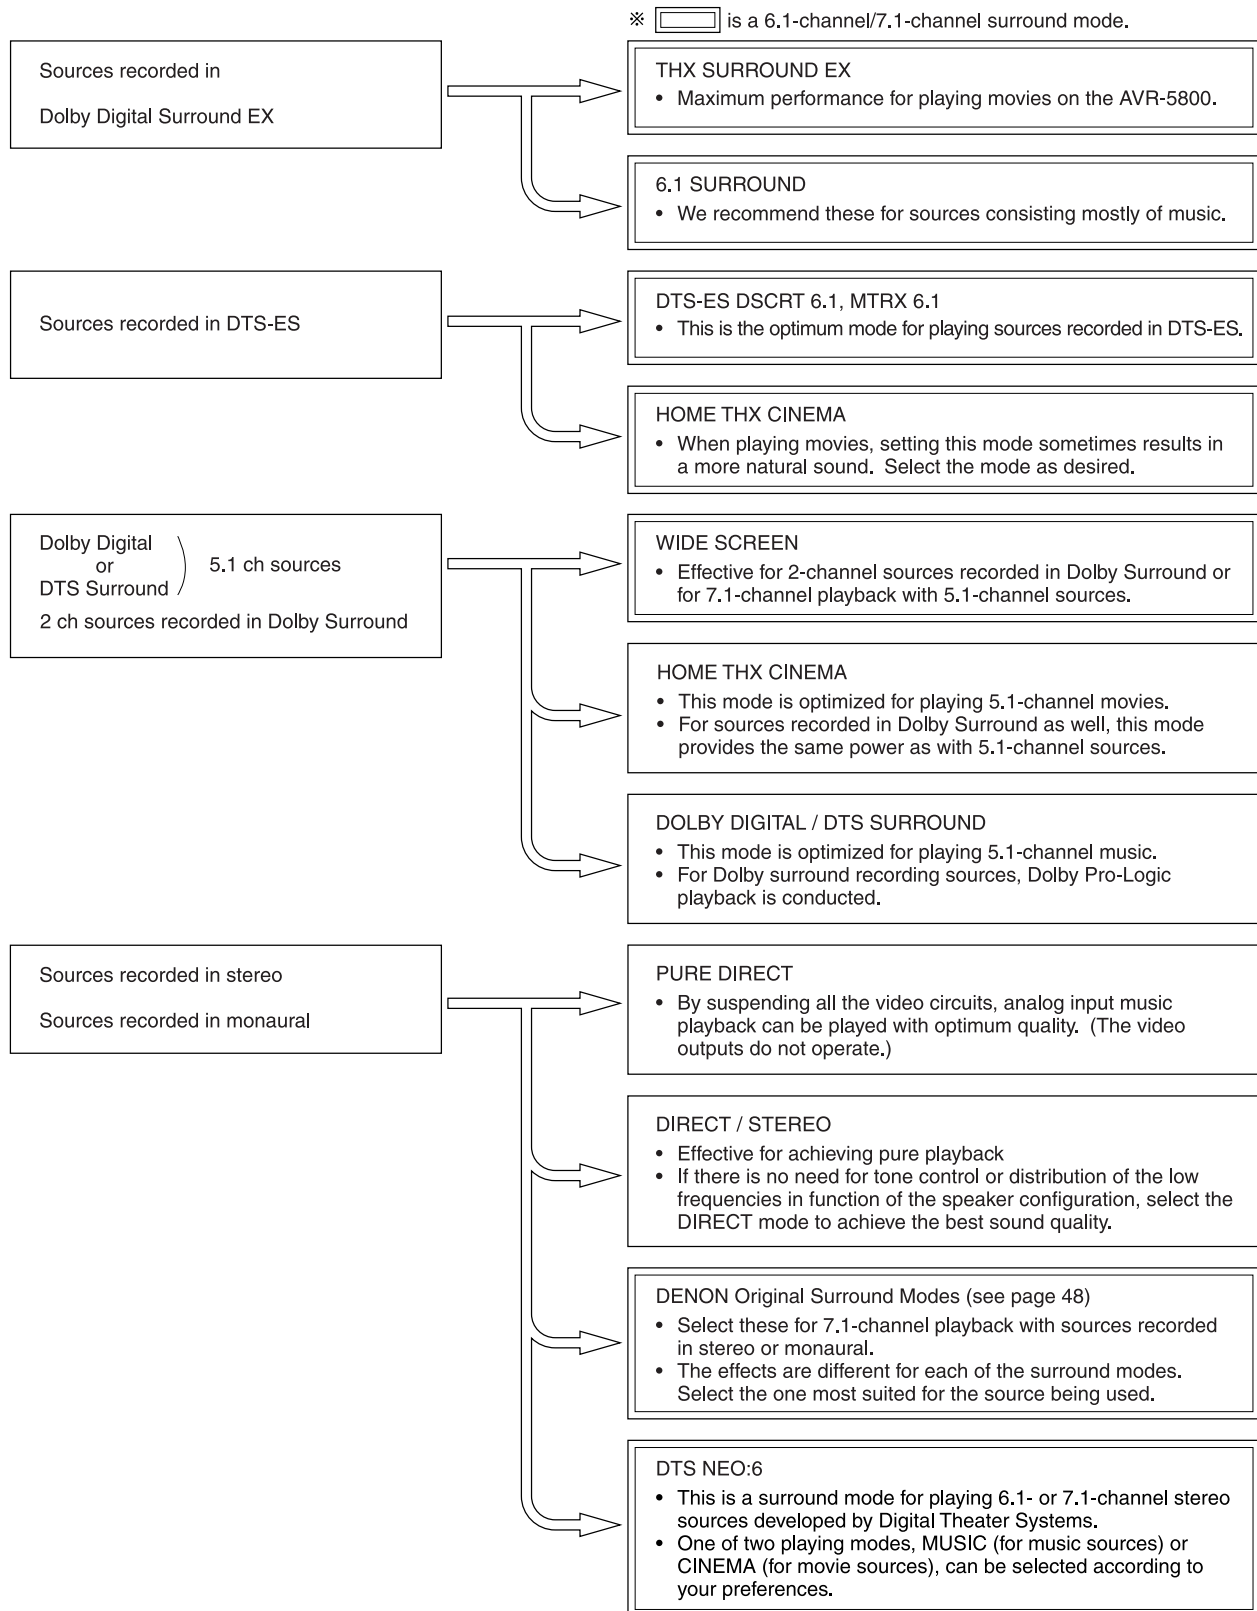 ※ is a 6.1-channel/7.1-channel surround mode.
Sources recorded in
Dolby Digital Surround EX
THX SURROUND EX
• Maximum performance for playing movies on the AVR-5800.
6.1 SURROUND
• We recommend these for sources consisting mostly of music.
Sources recorded in DTS-ES
DTS-ES DSCRT 6.1, MTRX 6.1
• This is the optimum mode for playing sources recorded in DTS-ES.
HOME THX CINEMA
• When playing movies, setting this mode sometimes results in
a more natural sound. Select the mode as desired.
Dolby Digital
or
DTS Surround
5.1 ch sources
2 ch sources recorded in Dolby Surround
WIDE SCREEN
• Effective for 2-channel sources recorded in Dolby Surround or
for 7.1-channel playback with 5.1-channel sources.
HOME THX CINEMA
• This mode is optimized for playing 5.1-channel movies.
• For sources recorded in Dolby Surround as well, this mode
provides the same power as with 5.1-channel sources.
DOLBY DIGITAL / DTS SURROUND
• This mode is optimized for playing 5.1-channel music.
• For Dolby surround recording sources, Dolby Pro-Logic
playback is conducted.
Sources recorded in stereo
Sources recorded in monaural
PURE DIRECT
• By suspending all the video circuits, analog input music
playback can be played with optimum quality. (The video
outputs do not operate.)
DIRECT / STEREO
• Effective for achieving pure playback
• If there is no need for tone control or distribution of the low
frequencies in function of the speaker configuration, select the
DIRECT mode to achieve the best sound quality.
DENON Original Surround Modes (see page 48)
• Select these for 7.1-channel playback with sources recorded
in stereo or monaural.
• The effects are different for each of the surround modes.
Select the one most suited for the source being used.
DTS NEO:6
• This is a surround mode for playing 6.1- or 7.1-channel stereo
sources developed by Digital Theater Systems.
• One of two playing modes, MUSIC (for music sources) or
CINEMA (for movie sources), can be selected according to
your preferences.